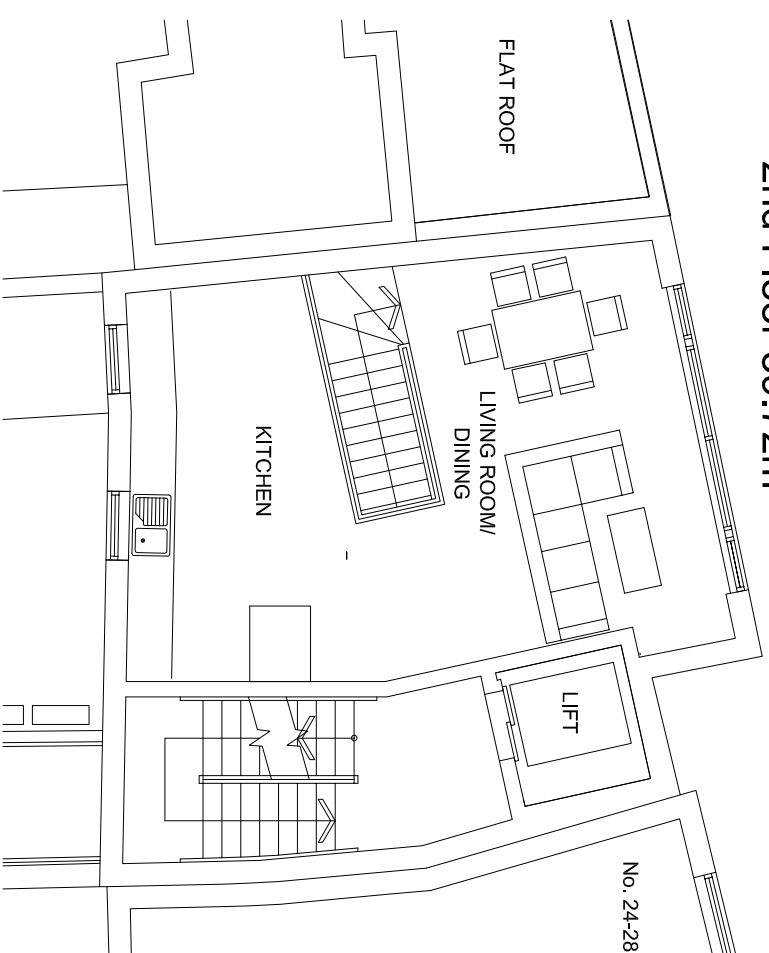 FLAT ROOF
LIVING ROOM/
DINING
KITCHEN
LIFT
No. 24-28